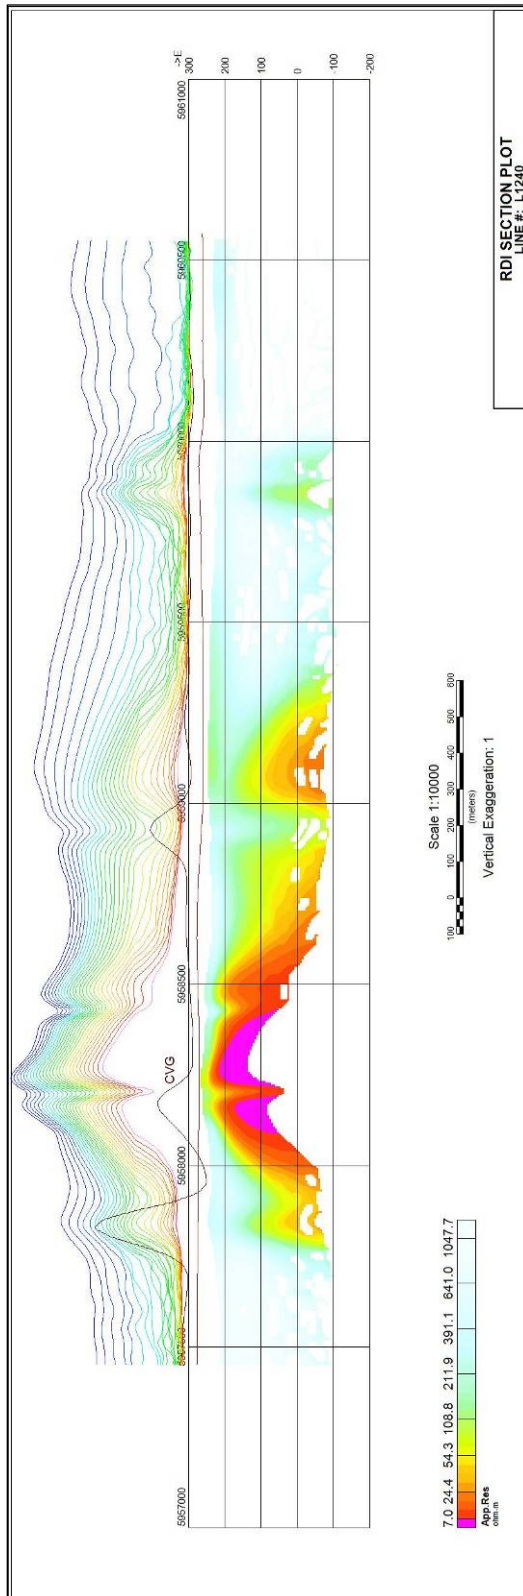 CVG
5957000 5957500 5958000 5958500 5959000 5959500 5960000 5960500 5961000 ->E
300
200
100
0
-100
-200
7.0 24.4 54.3 108.8 211.9 391.1 641.0 1047.7
App.Res
ohm-m
Scale 1:10000
100 0 100 200 300 400 500 600
(meters)
Vertical Exaggeration: 1
RDI SECTION PLOT
LINE #: L1240